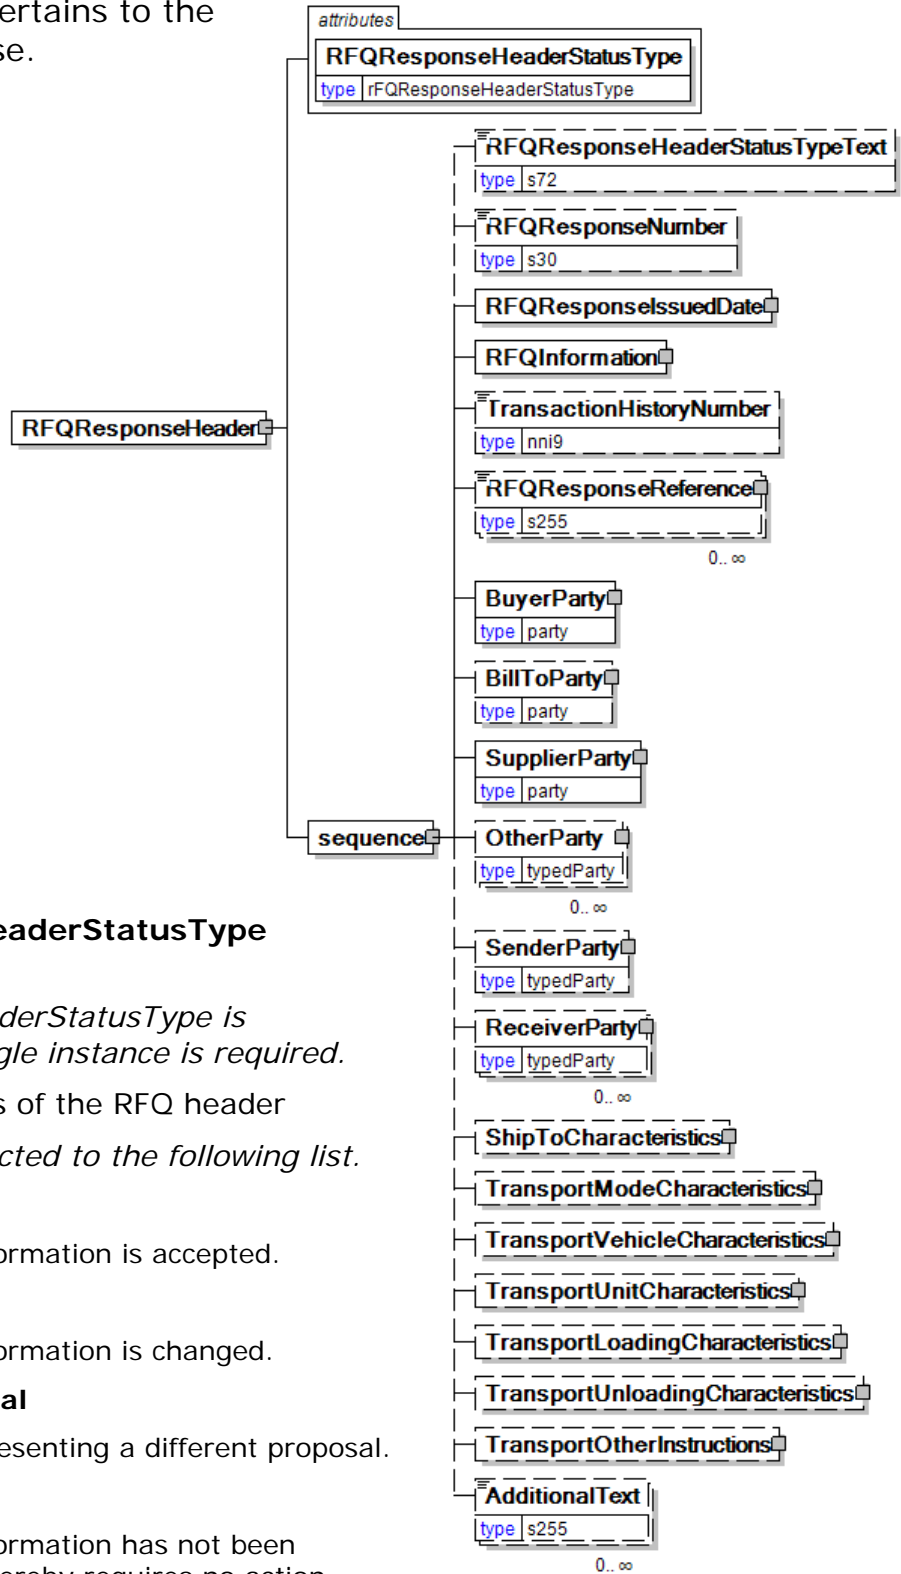 ertains to the
se.
attributes
RFQResponseHeaderStatusType
type rFQResponseHeaderStatusType
RFQResponseHeaderStatusTypeText
type s72
RFQResponseNumber
type s30
RFQResponseIssuedDate
RFQInformation
TransactionHistoryNumber
type nni9
RFQResponseHeader
RFQResponseReference
type s255
0..∞
BuyerParty
type party
BillToParty
type party
SupplierParty
type party
sequence
OtherParty
type typedParty
0..∞
SenderParty
type typedParty
ReceiverParty
type typedParty
0..∞
ShipToCharacteristics
TransportModeCharacteristics
TransportVehicleCharacteristics
TransportUnitCharacteristics
TransportLoadingCharacteristics
TransportUnloadingCharacteristics
TransportOtherInstructions
AdditionalText
type s255
0..∞
eaderStatusType
derStatusType is
gle instance is required.
s of the RFQ header
cted to the following list.
ormation is accepted.
ormation is changed.
al
esenting a different proposal.
ormation has not been
ereby requires no action